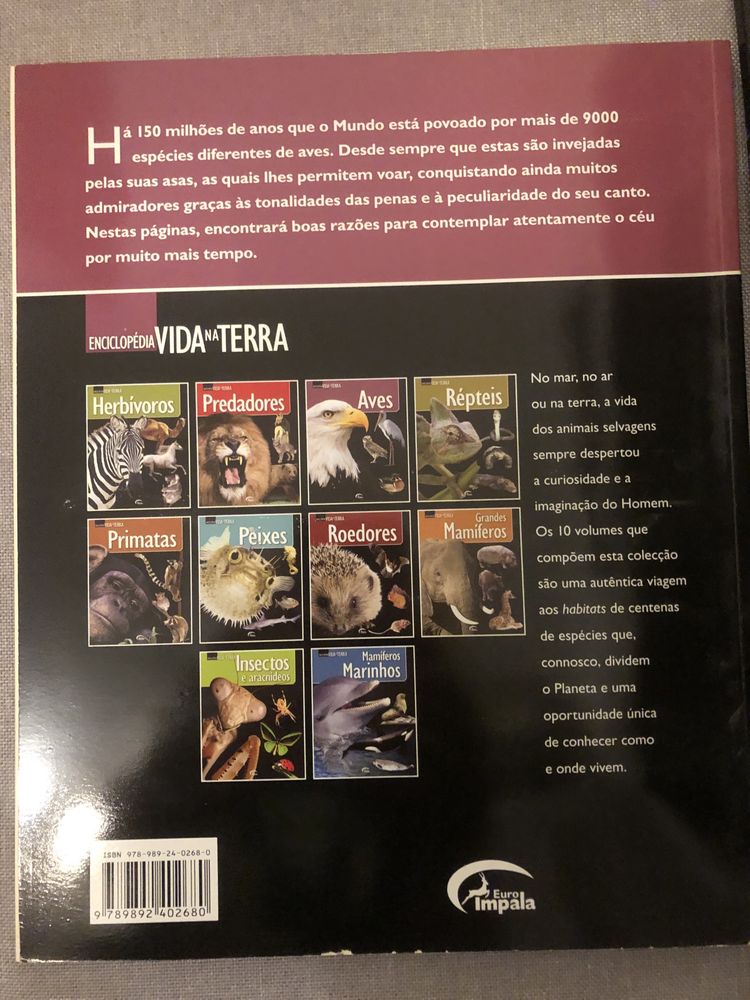 Há 150 milhões de anos que o Mundo está povoado por mais de 9000
espécies diferentes de aves. Desde sempre que estas são invejadas
pelas suas asas, as quais lhes permitem voar, conquistando ainda muitos
admiradores graças às tonalidades das penas e à peculiaridade do seu canto.
Nestas páginas, encontrará boas razões para contemplar atentamente o céu
por muito mais tempo.
ENCICLOPÉDIA VIDA NA TERRA
Herbívoros
Predadores
Aves
Répteis
Primatas
Peixes
Roedores
Grandes
Mamíferos
Insectos
e aracnídeos
Mamíferos
Marinhos
No mar, no ar
ou na terra, a vida
dos animais selvagens
sempre despertou
a curiosidade e a
imaginação do Homem.
Os 10 volumes que
compõem esta colecção
são uma autêntica viagem
aos habitats de centenas
de espécies que,
connosco, dividem
o Planeta e uma
oportunidade única
de conhecer como
e onde vivem.
ISBN 978-989-24-0268-0
9 789892 402680
Euro
Impala